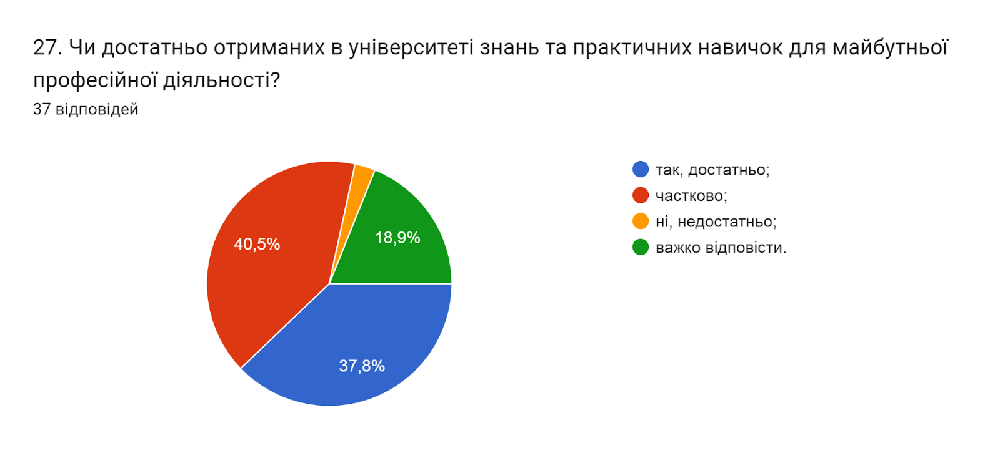 27. Чи достатньо отриманих в університеті знань та практичних навичок для майбутньої
професійної діяльності?
37 відповідей
так, достатньо;
частково;
ні, недостатньо;
важко відповісти.
40,5%
18,9%
37,8%